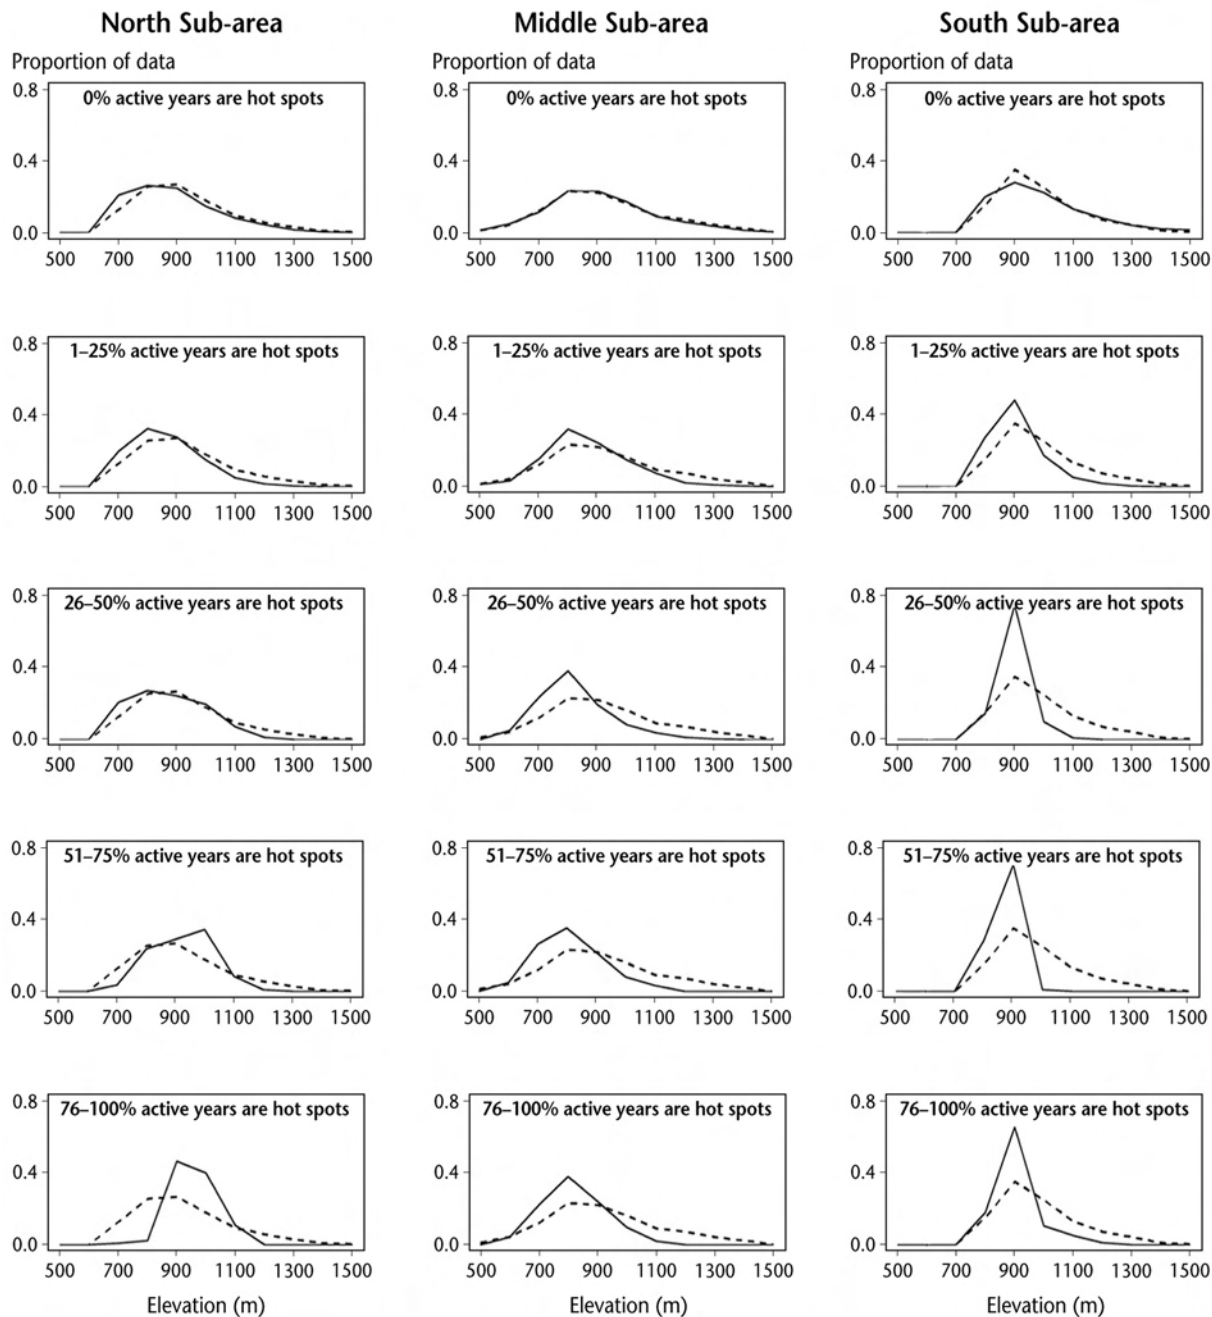 North Sub-area Middle Sub-area South Sub-area
Proportion of data Proportion of data Proportion of data
0.8 0% active years are hot spots 0% active years are hot spots 0.8 0% active years are hot spots
0.4 0.4
0.0 0.0
500 700 900 1100 1300 1500 500 700 900 1100 1300 1500 500 700 900 1100 1300 1500
0.8 1–25% active years are hot spots 0.8 1–25% active years are hot spots 0.8 1–25% active years are hot spots
0.4 0.4 0.4
0.0 0.0 0.0
500 700 900 1100 1300 1500 500 700 900 1100 1300 1500 500 700 900 1100 1300 1500
0.8 26–50% active years are hot spots 0.8 26–50% active years are hot spots 0.8 26–50% active years are hot spots
0.4 0.4 0.4
0.0 0.0 0.0
500 700 900 1100 1300 1500 500 700 900 1100 1300 1500 500 700 900 1100 1300 1500
0.8 51–75% active years are hot spots 0.8 51–75% active years are hot spots 0.8 51–75% active years are hot spots
0.4 0.4 0.4
0.0 0.0 0.0
500 700 900 1100 1300 1500 500 700 900 1100 1300 1500 500 700 900 1100 1300 1500
0.8 76–100% active years are hot spots 0.8 76–100% active years are hot spots 0.8 76–100% active years are hot spots
0.4 0.4 0.4
0.0 0.0 0.0
500 700 900 1100 1300 1500 500 700 900 1100 1300 1500 500 700 900 1100 1300 1500
Elevation (m) Elevation (m) Elevation (m)